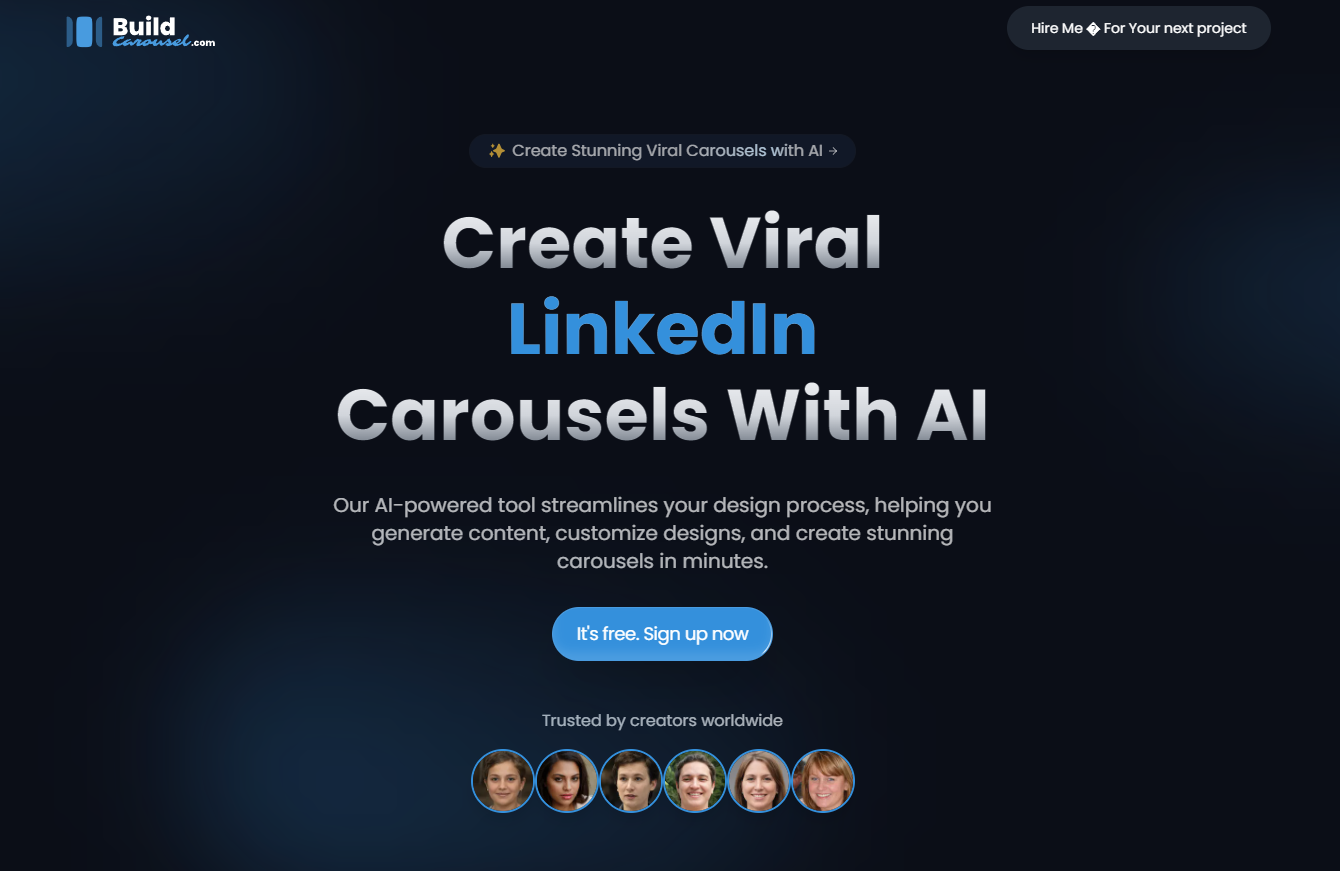 Build
Carousel.com
Hire Me � For Your next project
✨ Create Stunning Viral Carousels with AI →
Create Viral
LinkedIn
Carousels With AI
Our AI-powered tool streamlines your design process, helping you
generate content, customize designs, and create stunning
carousels in minutes.
It's free. Sign up now
Trusted by creators worldwide